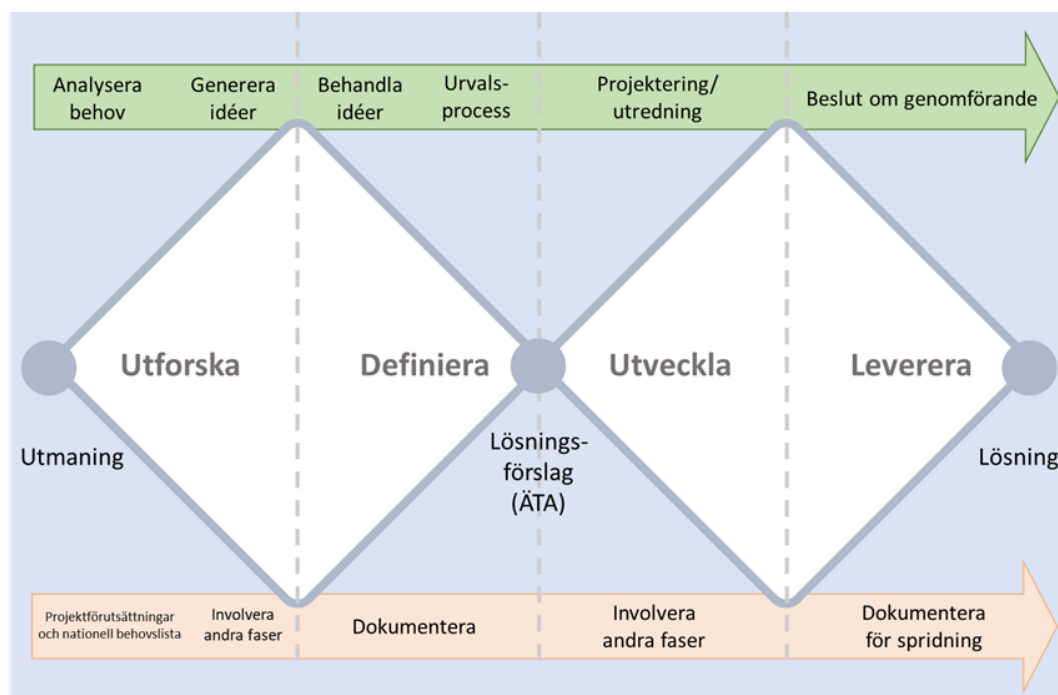 Analysera
behov
Generera
idéer
Behandla
idéer
Urvals-
process
Projektering/
utredning
Beslut om genomförande
Utforska
Definiera
Utveckla
Leverera
Utmaning
Lösnings-
förslag
(ÄTA)
Lösning
Projektförutsättningar
och nationell behovslista
Involvera
andra faser
Dokumentera
Involvera
andra faser
Dokumentera
för spridning